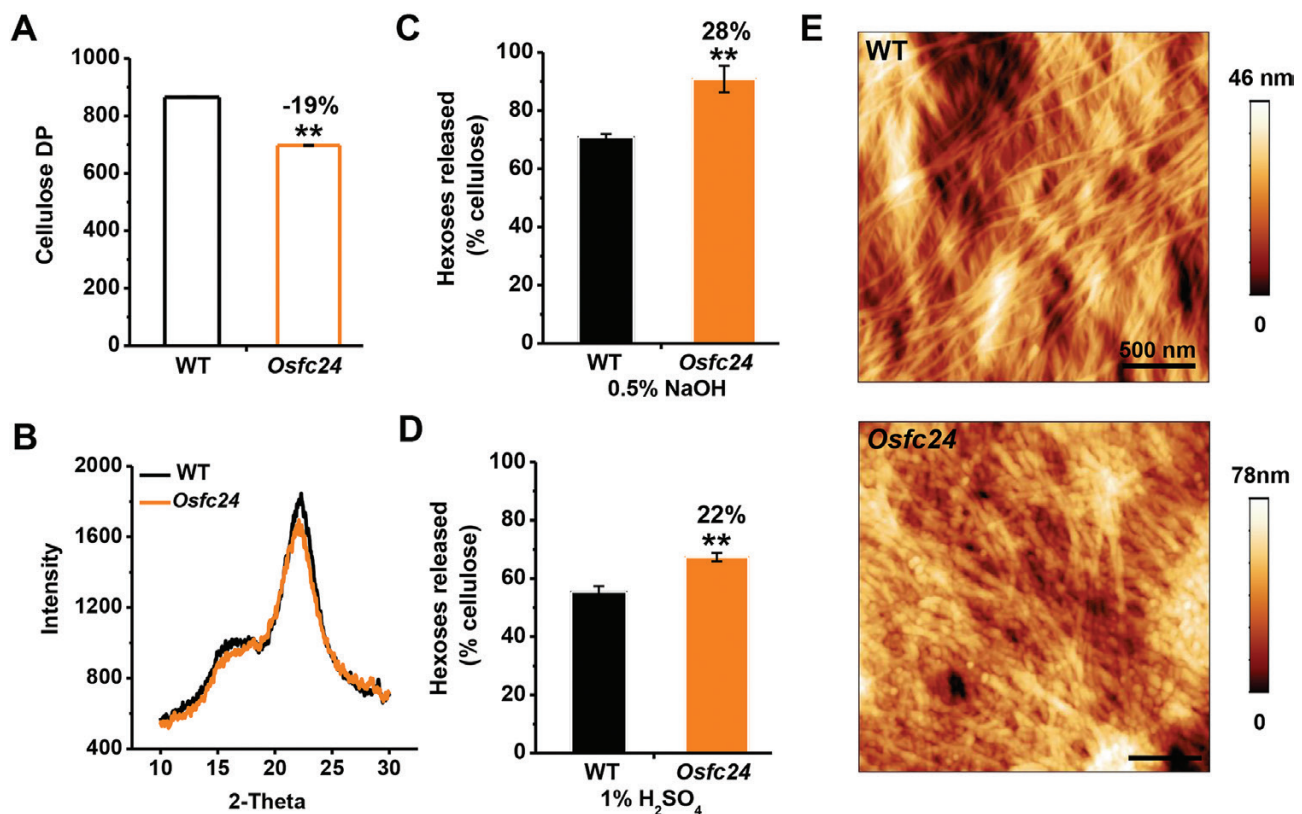 A
Cellulose DP
1000
800
600
400
200
0
-19%
**
WT
Osfc24
B
Intensity
2000
1600
1200
800
400
WT
Osfc24
10
15
20
25
30
2-Theta
C
Hexoses released
(% cellulose)
100
80
60
40
20
0
28%
**
WT
Osfc24
0.5% NaOH
D
Hexoses released
(% cellulose)
100
80
60
40
20
0
22%
**
WT
Osfc24
1% H₂SO₄
E
WT
500 nm
46 nm
0
Osfc24
78nm
0